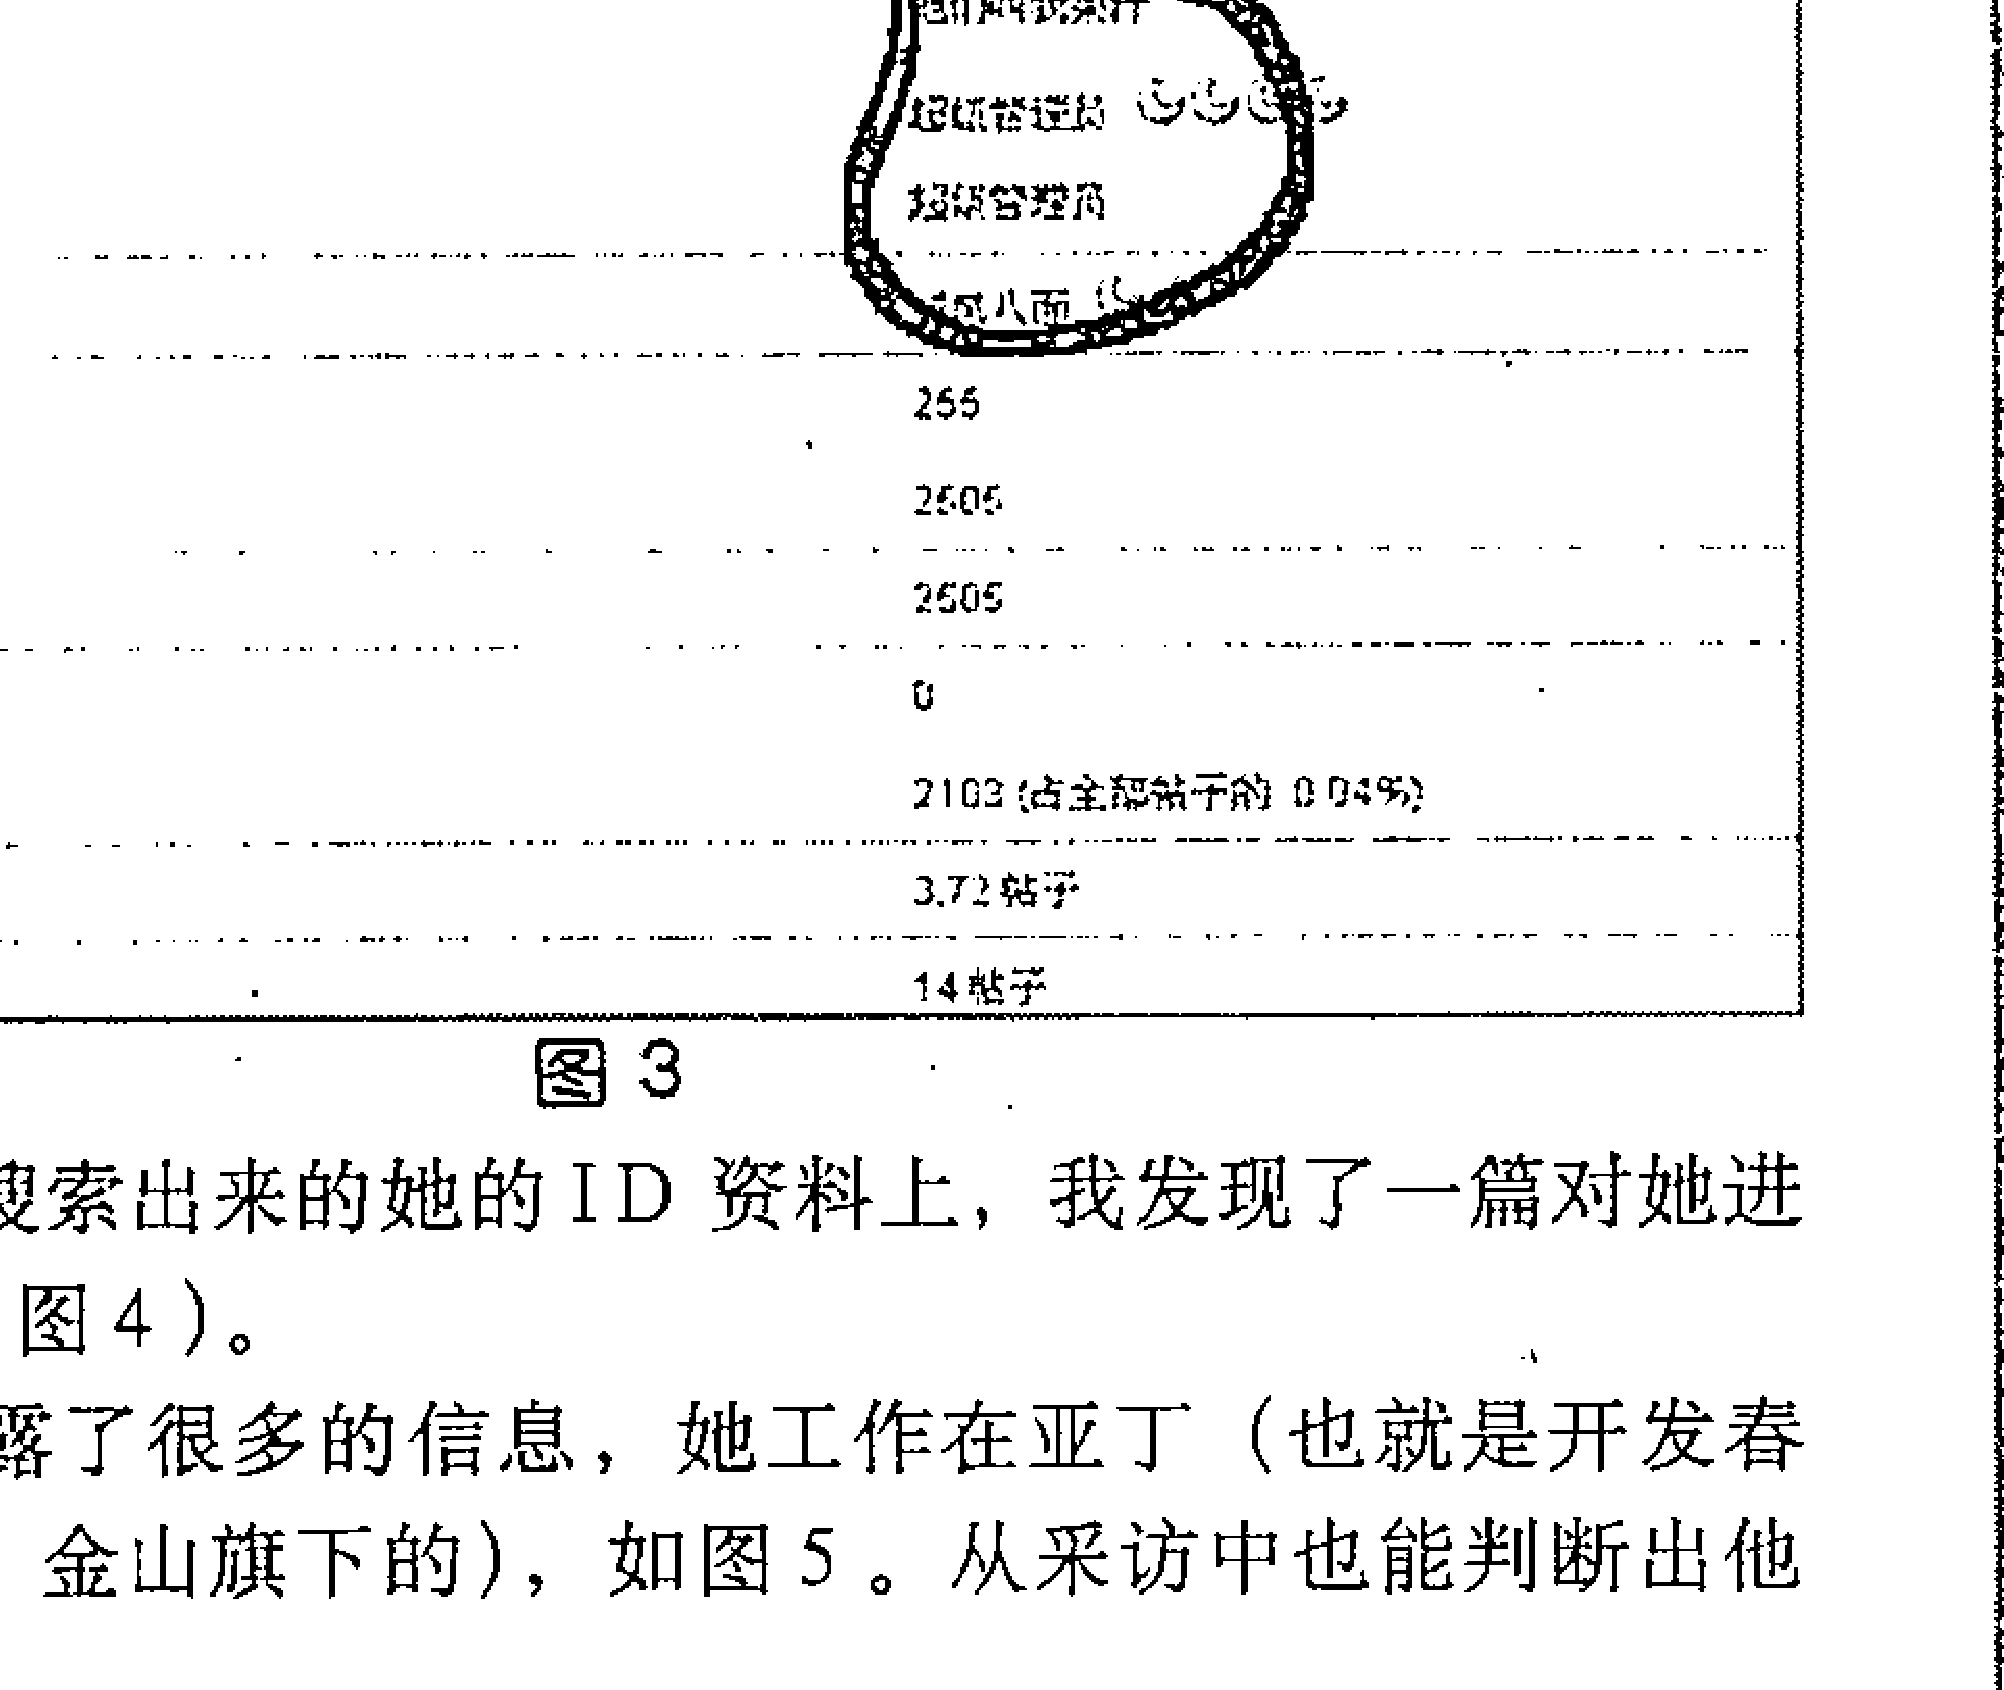 超级管理员
超级管理员
威八面
255
2505
2505
0
2103 (占全部帖子的 0.04%)
3.72 帖子
14 帖子
图 3
搜索出来的她的ID 资料上，我发现了一篇对她进
图 4 ）。
露了很多的信息，她工作在亚丁（也就是开发春
金山旗下的），如图 5 。从采访中也能判断出他